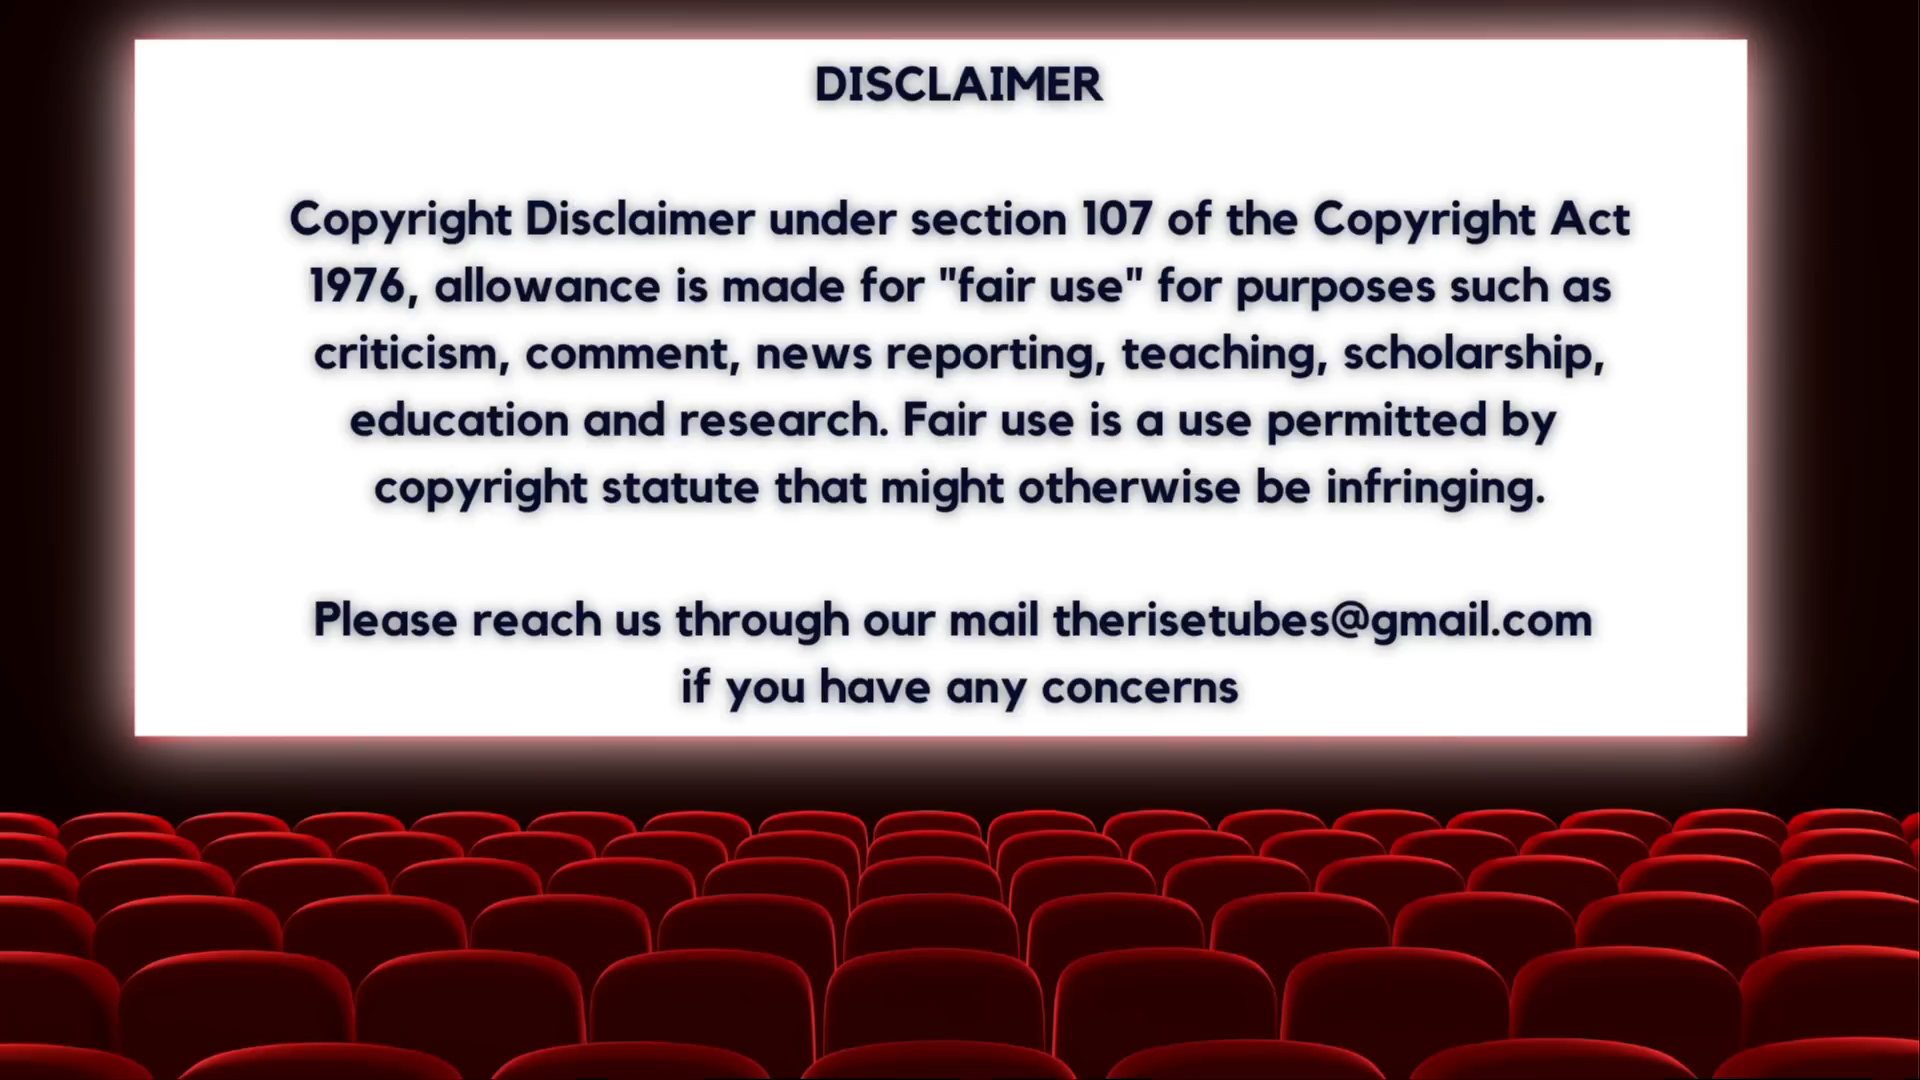 DISCLAIMER
Copyright Disclaimer under section 107 of the Copyright Act
1976, allowance is made for "fair use" for purposes such as
criticism, comment, news reporting, teaching, scholarship,
education and research. Fair use is a use permitted by
copyright statute that might otherwise be infringing.
Please reach us through our mail therisetubes@gmail.com
if you have any concerns